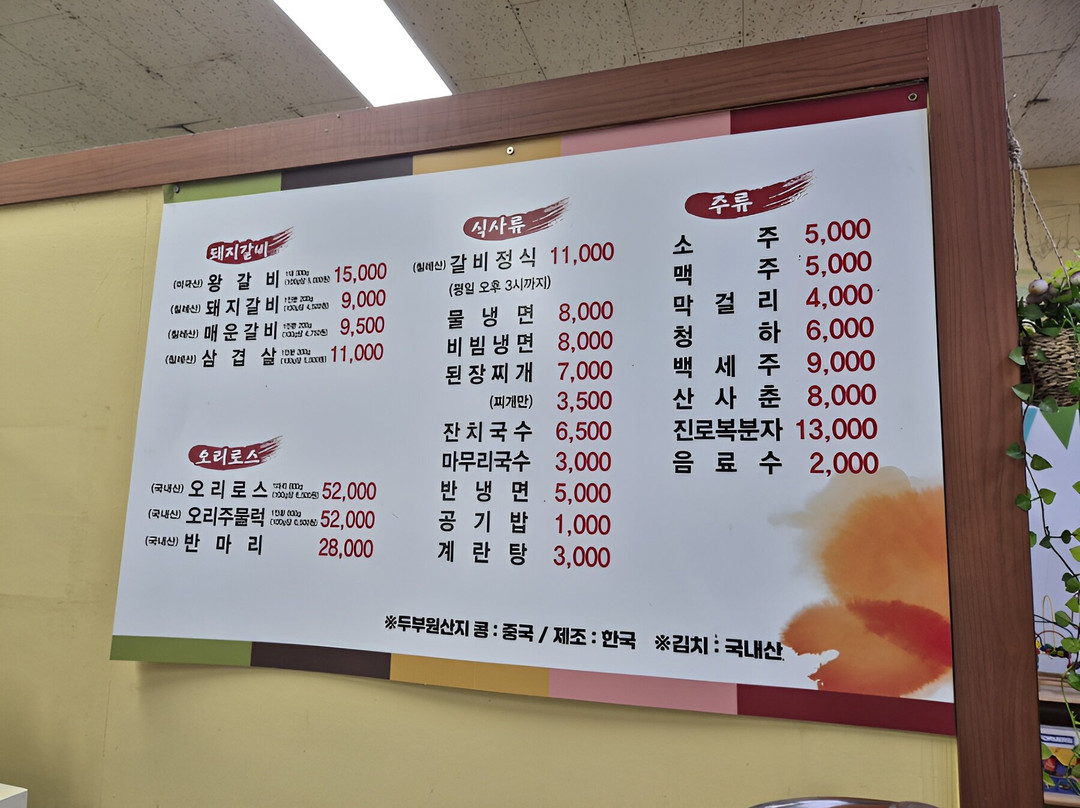 돼지갈비
(미국산) 왕갈비 15,000
(칠레산) 돼지갈비 9,000
(칠레산) 매운갈비 9,500
(칠레산) 삼겹살 11,000
오리로스
(국내산) 오리로스 52,000
(국내산) 오리주물럭 52,000
(국내산) 반마리 28,000
식사류
(칠레산) 갈비정식 11,000
(평일 오후 3시까지)
물냉면 8,000
비빔냉면 8,000
된장찌개 7,000
(찌개만) 3,500
잔치국수 6,500
마무리국수 3,000
반냉면 5,000
공기밥 1,000
계란탕 3,000
주류
소주 5,000
맥주 5,000
막걸리 4,000
청하 6,000
백세주 9,000
산사춘 8,000
진로복분자 13,000
음료수 2,000
※두부원산지 콩 : 중국 / 제조 : 한국 ※김치 : 국내산